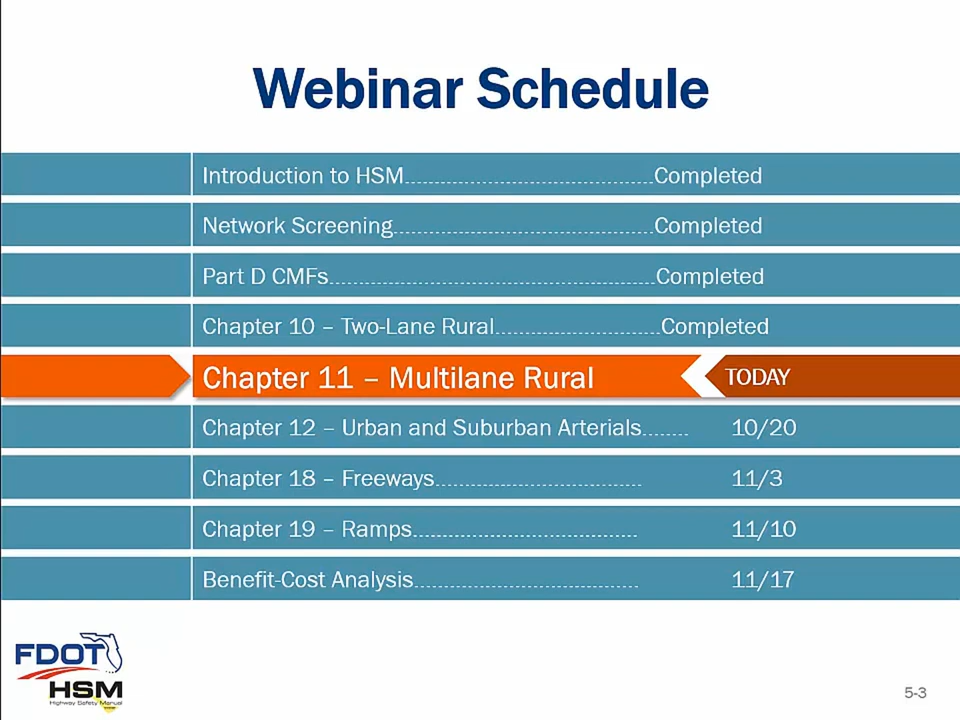 Webinar Schedule
Introduction to HSM..........................................Completed
Network Screening............................................Completed
Part D CMFs.......................................................Completed
Chapter 10 – Two-Lane Rural............................Completed
Chapter 11 – Multilane Rural TODAY
Chapter 12 – Urban and Suburban Arterials........ 10/20
Chapter 18 – Freeways................................... 11/3
Chapter 19 – Ramps...................................... 11/10
Benefit-Cost Analysis...................................... 11/17
FDOT
HSM
Highway Safety Manual
5-3